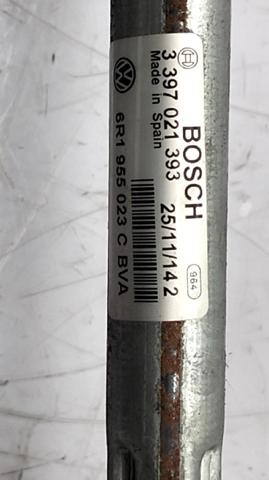 BOSCH
3 397 021 393 25/11/14 2
Made in Spain
964
6R1 955 023 C BVA